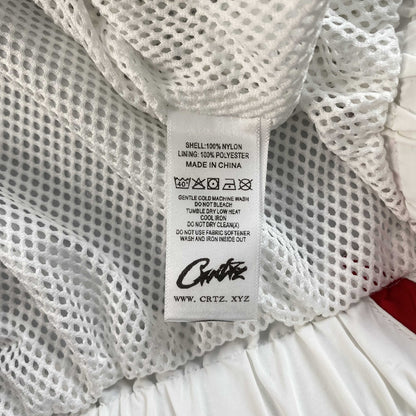 SHELL:100% NYLON
LINING: 100% POLYESTER
MADE IN CHINA
40°
GENTLE COLD MACHINE WASH
DO NOT BLEACH
TUMBLE DRY LOW HEAT
COOL IRON
DO NOT DRY CLEAN(X)
DO NOT USE FABRIC SOFTENER
WASH AND IRON INSIDE OUT
Crtz
WWW. CRTZ. XYZ